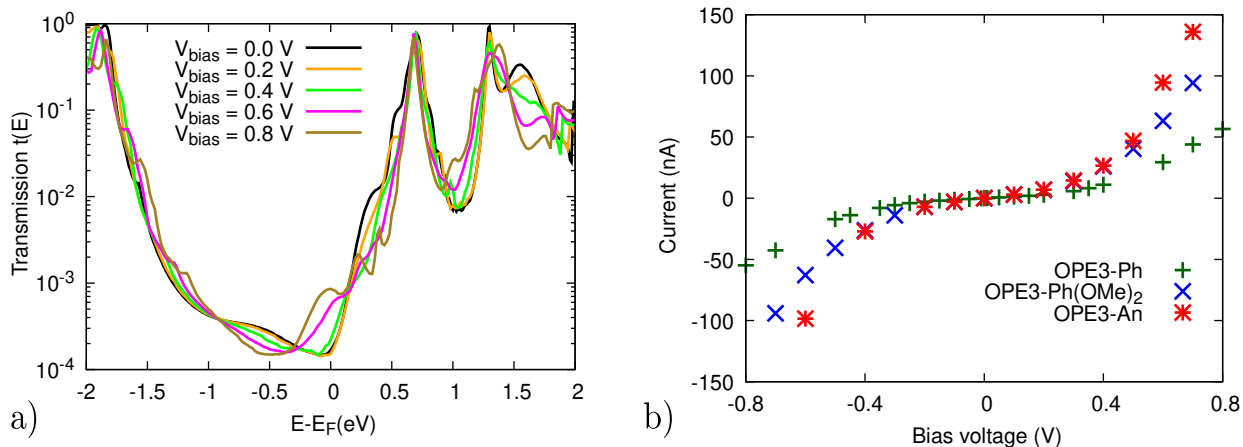 10⁰
10⁻¹
10⁻²
10⁻³
10⁻⁴
Transmission t(E)
V_bias = 0.0 V
V_bias = 0.2 V
V_bias = 0.4 V
V_bias = 0.6 V
V_bias = 0.8 V
-2 -1.5 -1 -0.5 0 0.5 1 1.5 2
E-E_F(eV)
a)
150
100
50
0
-50
-100
-150
Current (nA)
OPE3-Ph
OPE3-Ph(OMe)₂
OPE3-An
-0.8 -0.4 0 0.4 0.8
Bias voltage (V)
b)